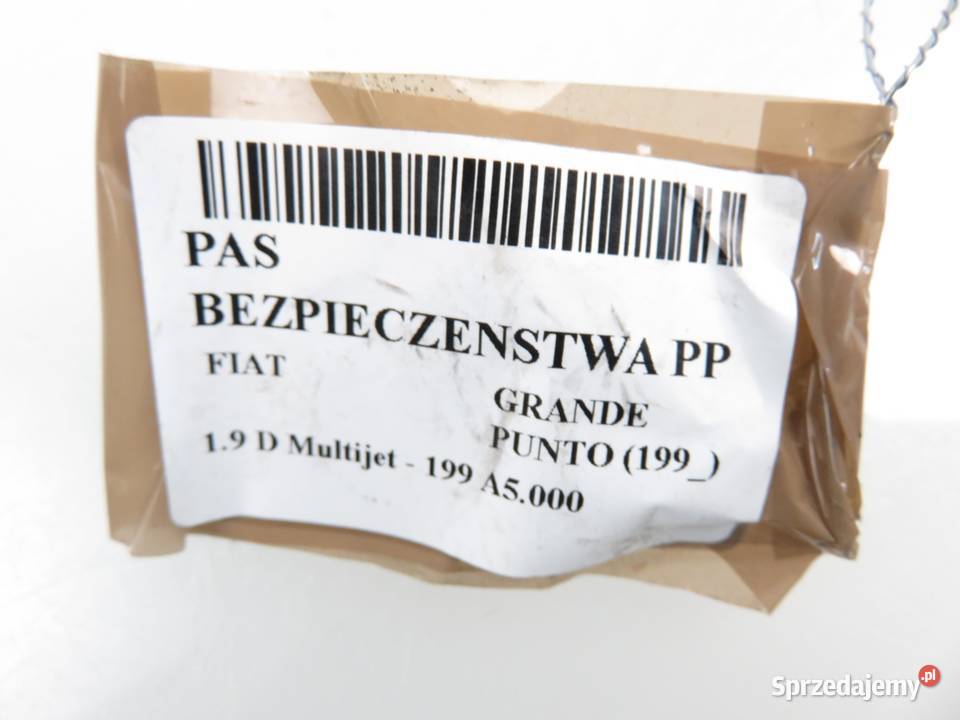 PAS
BEZPIECZENSTWA PP
FIAT
GRANDE
PUNTO (199_)
1.9 D Multijet - 199 A5.000
Sprzedajemy.pl